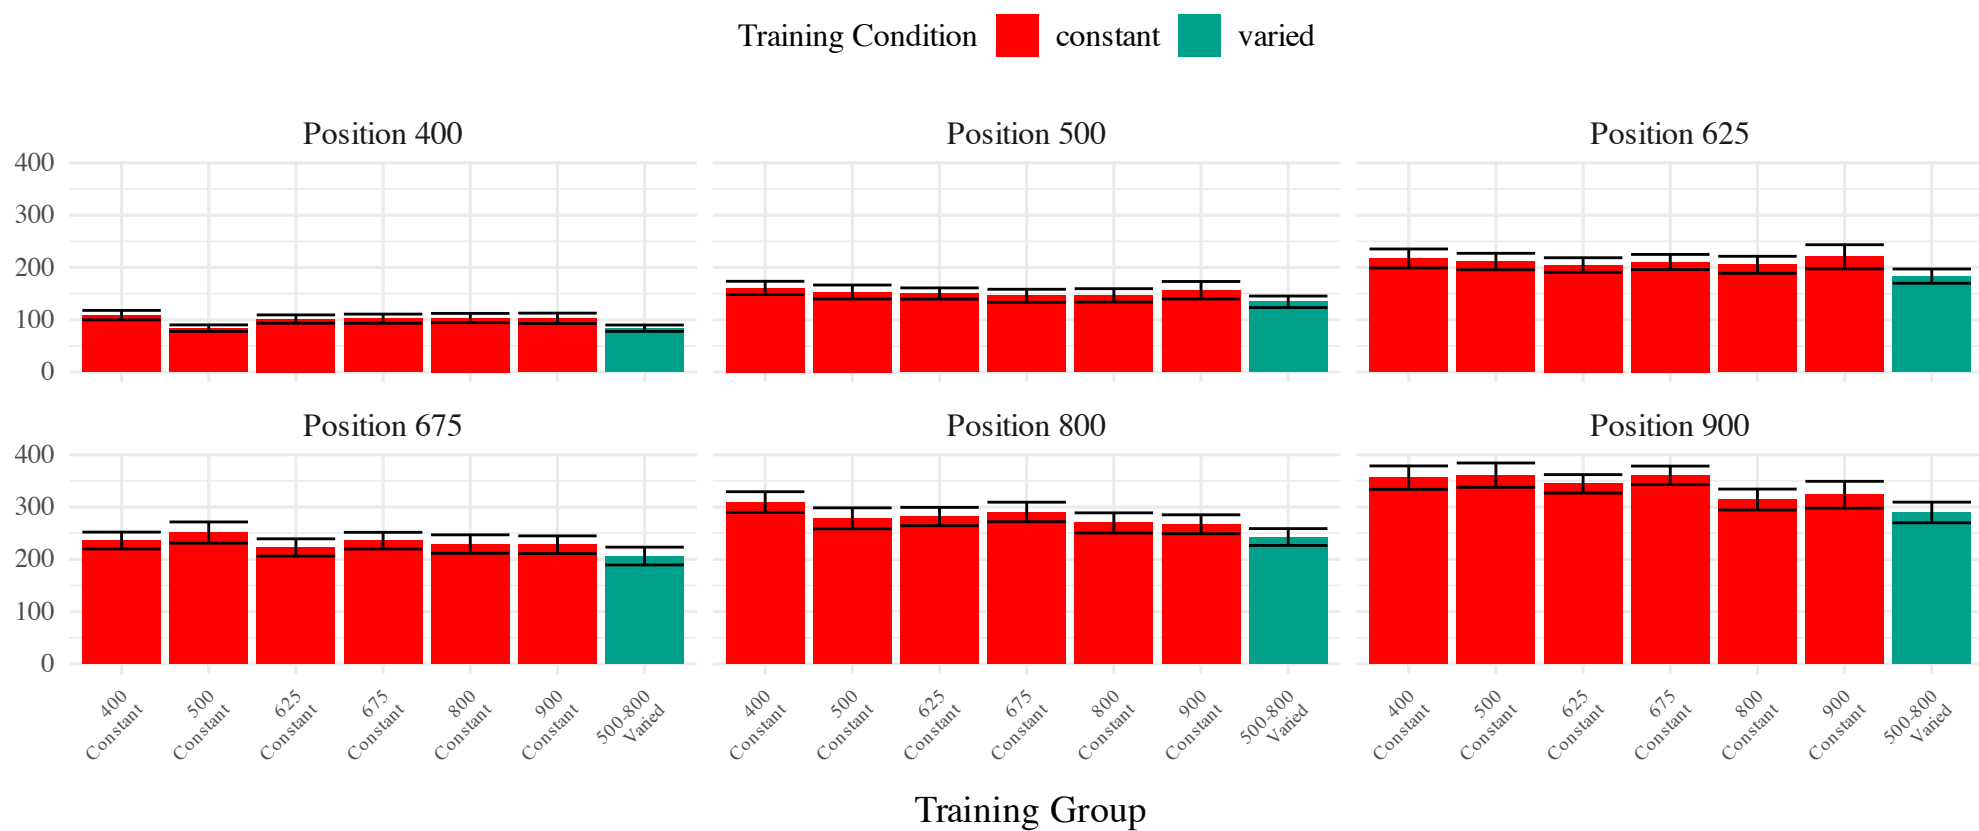 Training Condition constant varied
Position 400 Position 500 Position 625
400
300
200
100
0
Position 675 Position 800 Position 900
400
300
200
100
0
400 Constant 500 Constant 625 Constant 675 Constant 800 Constant 900 Constant 500-800 Varied
400 Constant 500 Constant 625 Constant 675 Constant 800 Constant 900 Constant 500-800 Varied
400 Constant 500 Constant 625 Constant 675 Constant 800 Constant 900 Constant 500-800 Varied
Training Group